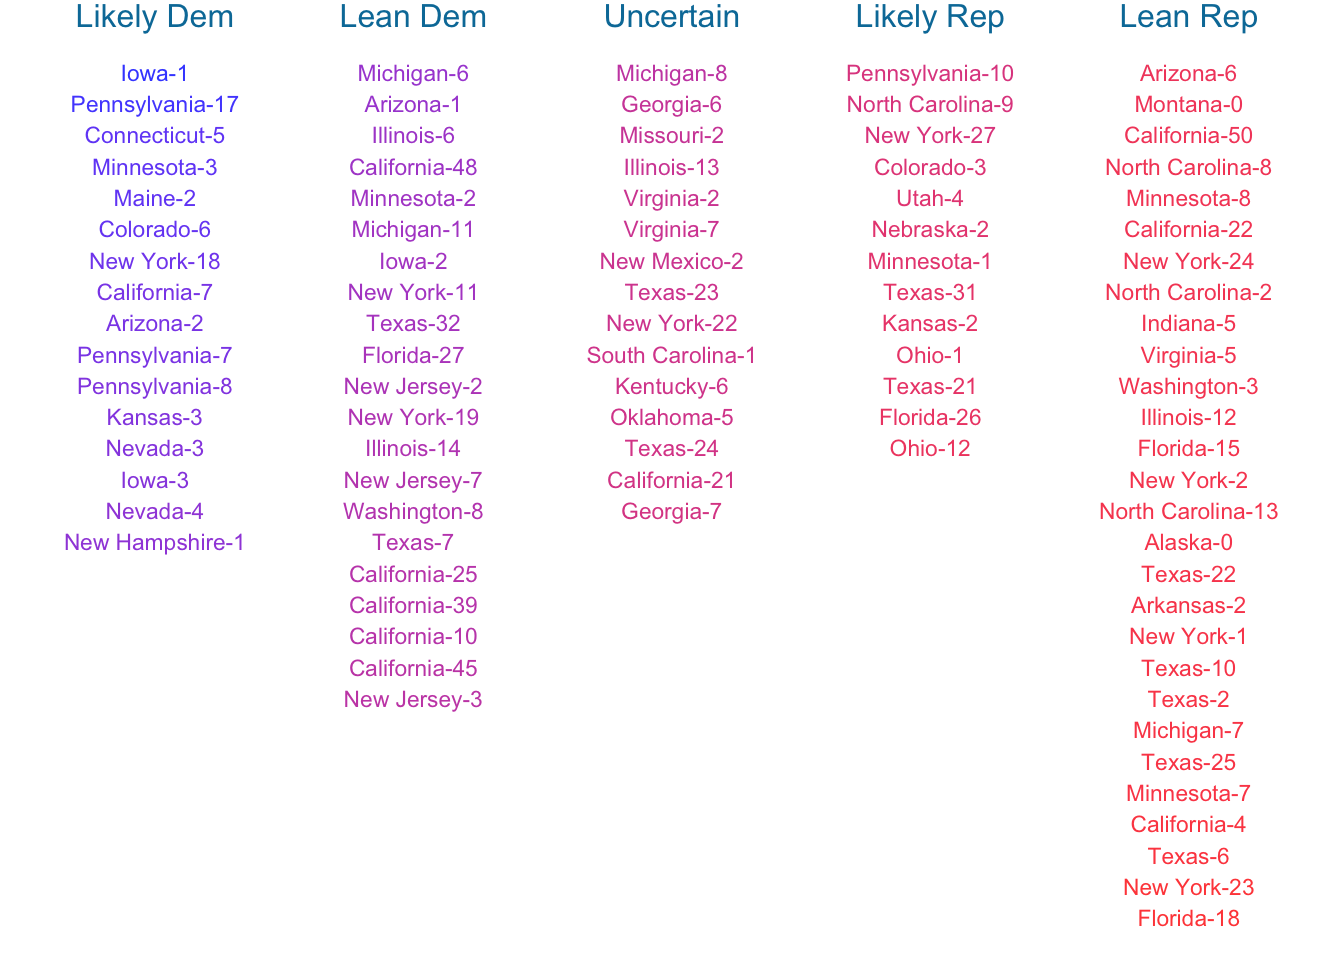 Likely Dem
Iowa-1
Pennsylvania-17
Connecticut-5
Minnesota-3
Maine-2
Colorado-6
New York-18
California-7
Arizona-2
Pennsylvania-7
Pennsylvania-8
Kansas-3
Nevada-3
Iowa-3
Nevada-4
New Hampshire-1
Lean Dem
Michigan-6
Arizona-1
Illinois-6
California-48
Minnesota-2
Michigan-11
Iowa-2
New York-11
Texas-32
Florida-27
New Jersey-2
New York-19
Illinois-14
New Jersey-7
Washington-8
Texas-7
California-25
California-39
California-10
California-45
New Jersey-3
Uncertain
Michigan-8
Georgia-6
Missouri-2
Illinois-13
Virginia-2
Virginia-7
New Mexico-2
Texas-23
New York-22
South Carolina-1
Kentucky-6
Oklahoma-5
Texas-24
California-21
Georgia-7
Likely Rep
Pennsylvania-10
North Carolina-9
New York-27
Colorado-3
Utah-4
Nebraska-2
Minnesota-1
Texas-31
Kansas-2
Ohio-1
Texas-21
Florida-26
Ohio-12
Lean Rep
Arizona-6
Montana-0
California-50
North Carolina-8
Minnesota-8
California-22
New York-24
North Carolina-2
Indiana-5
Virginia-5
Washington-3
Illinois-12
Florida-15
New York-2
North Carolina-13
Alaska-0
Texas-22
Arkansas-2
New York-1
Texas-10
Texas-2
Michigan-7
Texas-25
Minnesota-7
California-4
Texas-6
New York-23
Florida-18